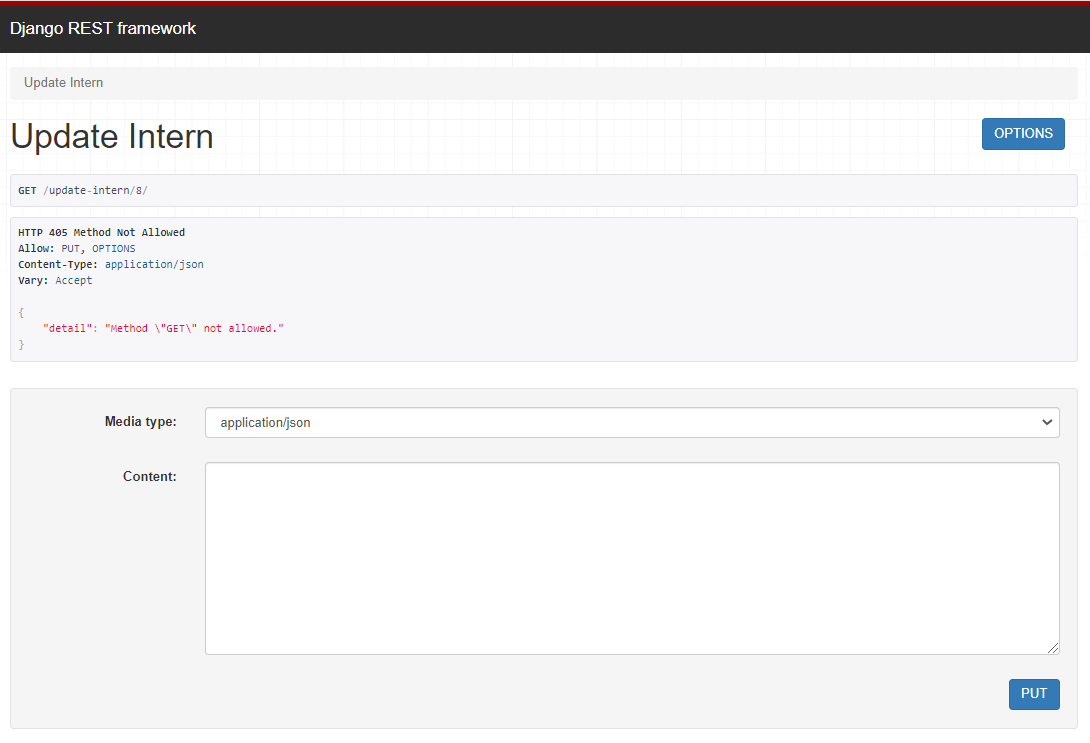 Django REST framework
Update Intern
Update Intern
OPTIONS
GET /update-intern/8/
HTTP 405 Method Not Allowed
Allow: PUT, OPTIONS
Content-Type: application/json
Vary: Accept
{
    "detail": "Method \"GET\" not allowed."
}
Media type:
application/json
Content:
PUT